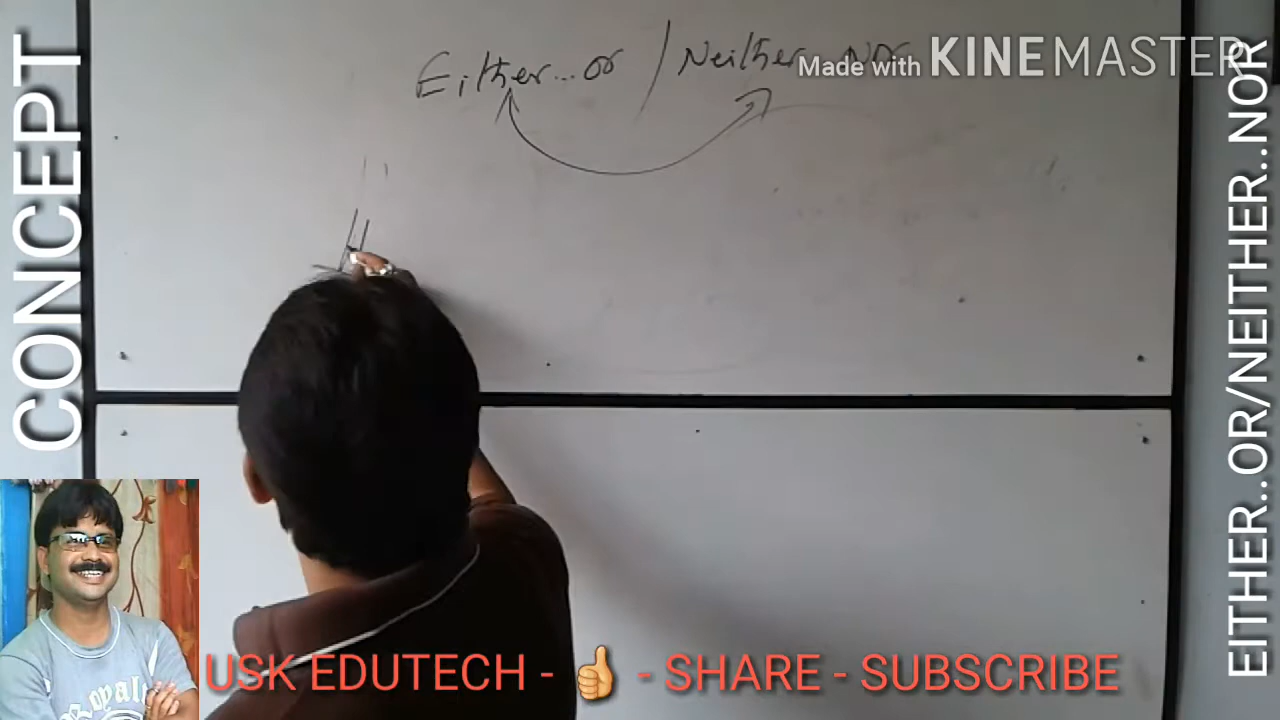 Either...or / Neither...Nor
Made with KINEMASTER
CONCEPT
EITHER..OR/NEITHER..NOR
USK EDUTECH - 👍 - SHARE - SUBSCRIBE